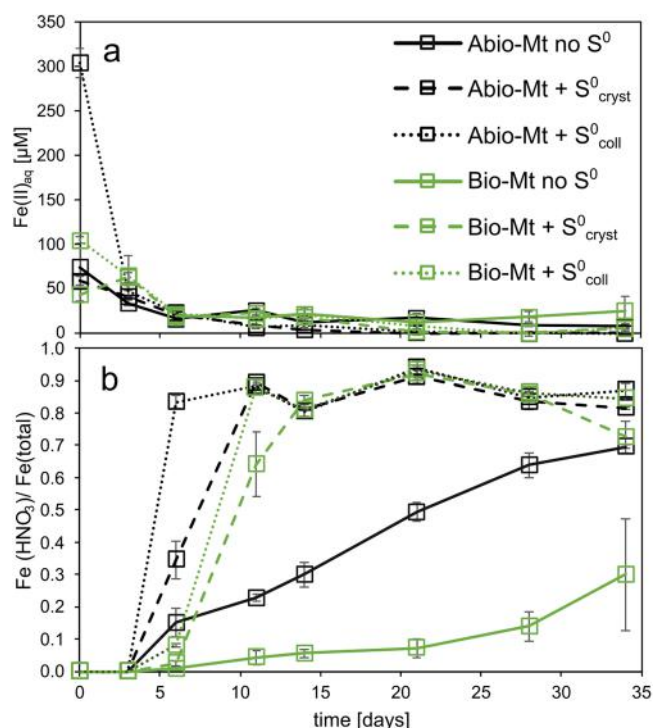 a
Fe(II)aq [µM]
350
300
250
200
150
100
50
0
Abio-Mt no S⁰
Abio-Mt + S⁰cryst
Abio-Mt + S⁰coll
Bio-Mt no S⁰
Bio-Mt + S⁰cryst
Bio-Mt + S⁰coll
b
Fe (HNO₃)/ Fe(total)
1.0
0.9
0.8
0.7
0.6
0.5
0.4
0.3
0.2
0.1
0.0
0 5 10 15 20 25 30 35
time [days]